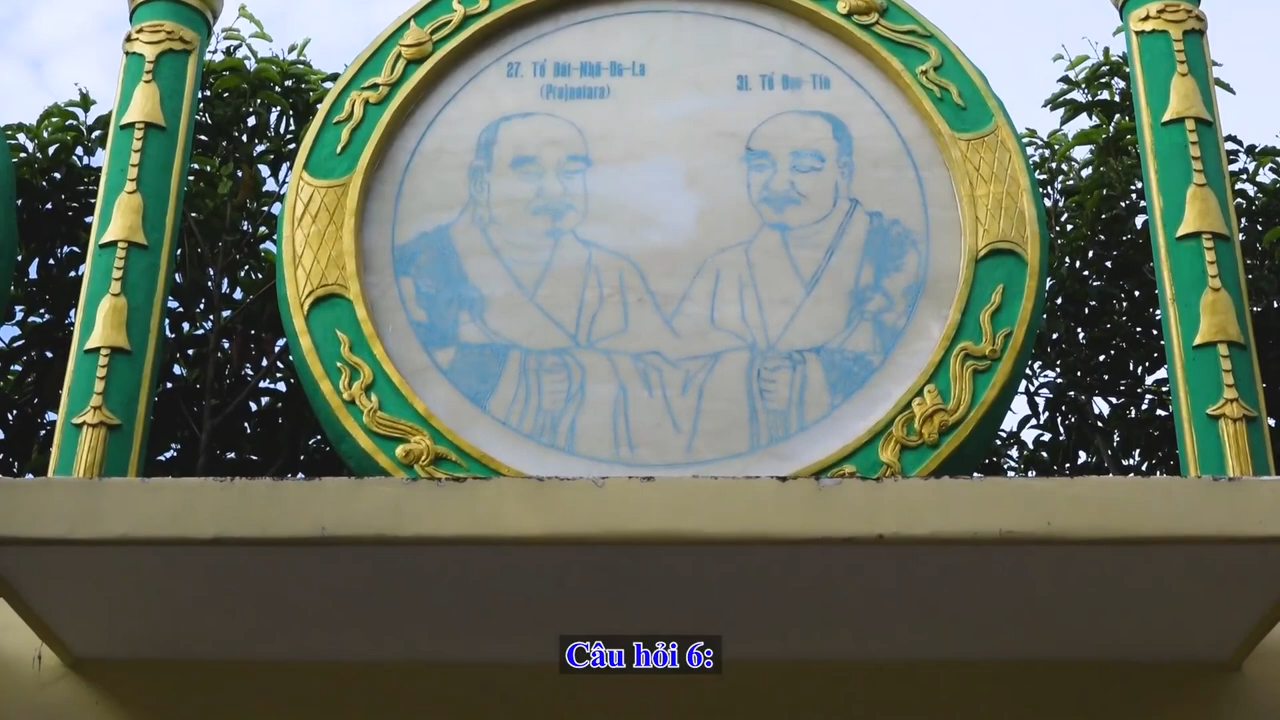 27. Tổ Bát-Nhã-Đa-La
(Prajnatara)
31. Tổ Đạo-Tín
Câu hỏi 6: